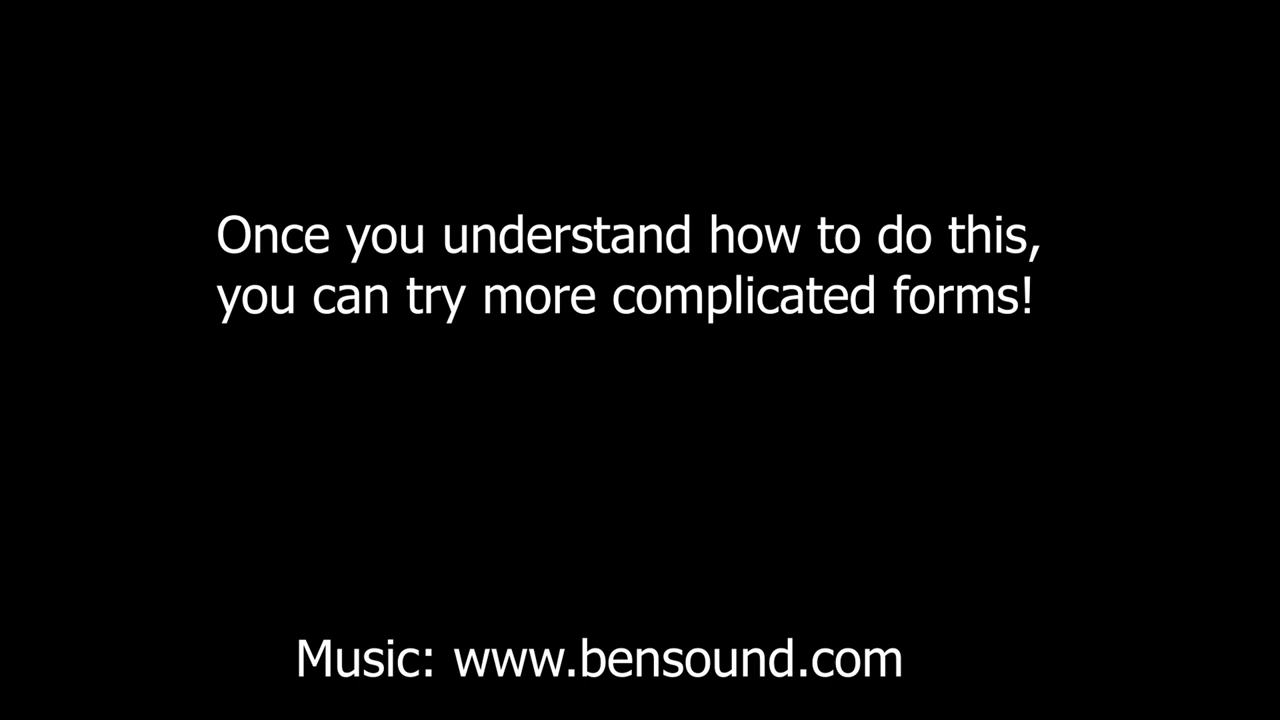 Once you understand how to do this,
you can try more complicated forms!
Music: www.bensound.com